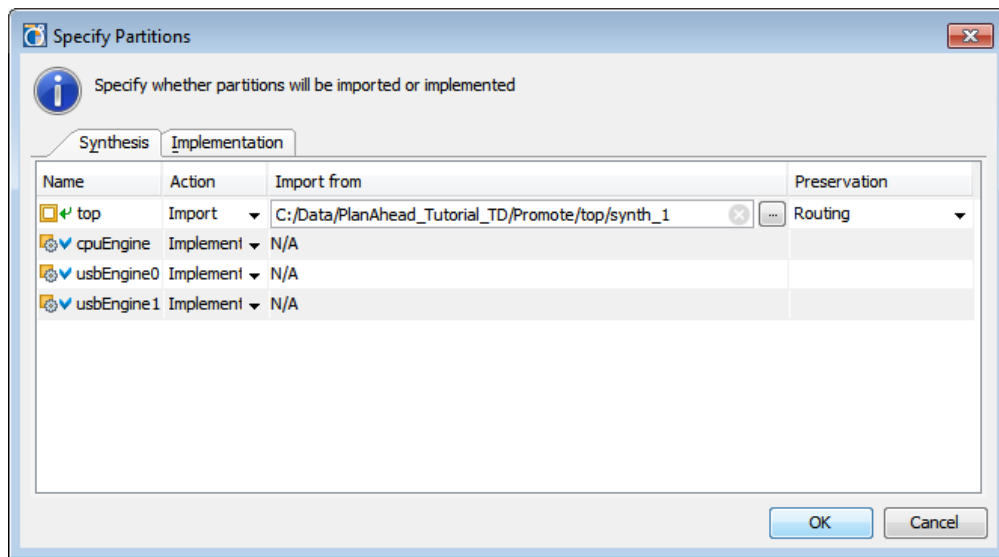 Specify Partitions
Specify whether partitions will be imported or implemented
Synthesis Implementation
Name Action Import from Preservation
top Import C:/Data/PlanAhead_Tutorial_TD/Promote/top/synth_1 ... Routing
cpuEngine Implement N/A
usbEngine0 Implement N/A
usbEngine1 Implement N/A
OK Cancel